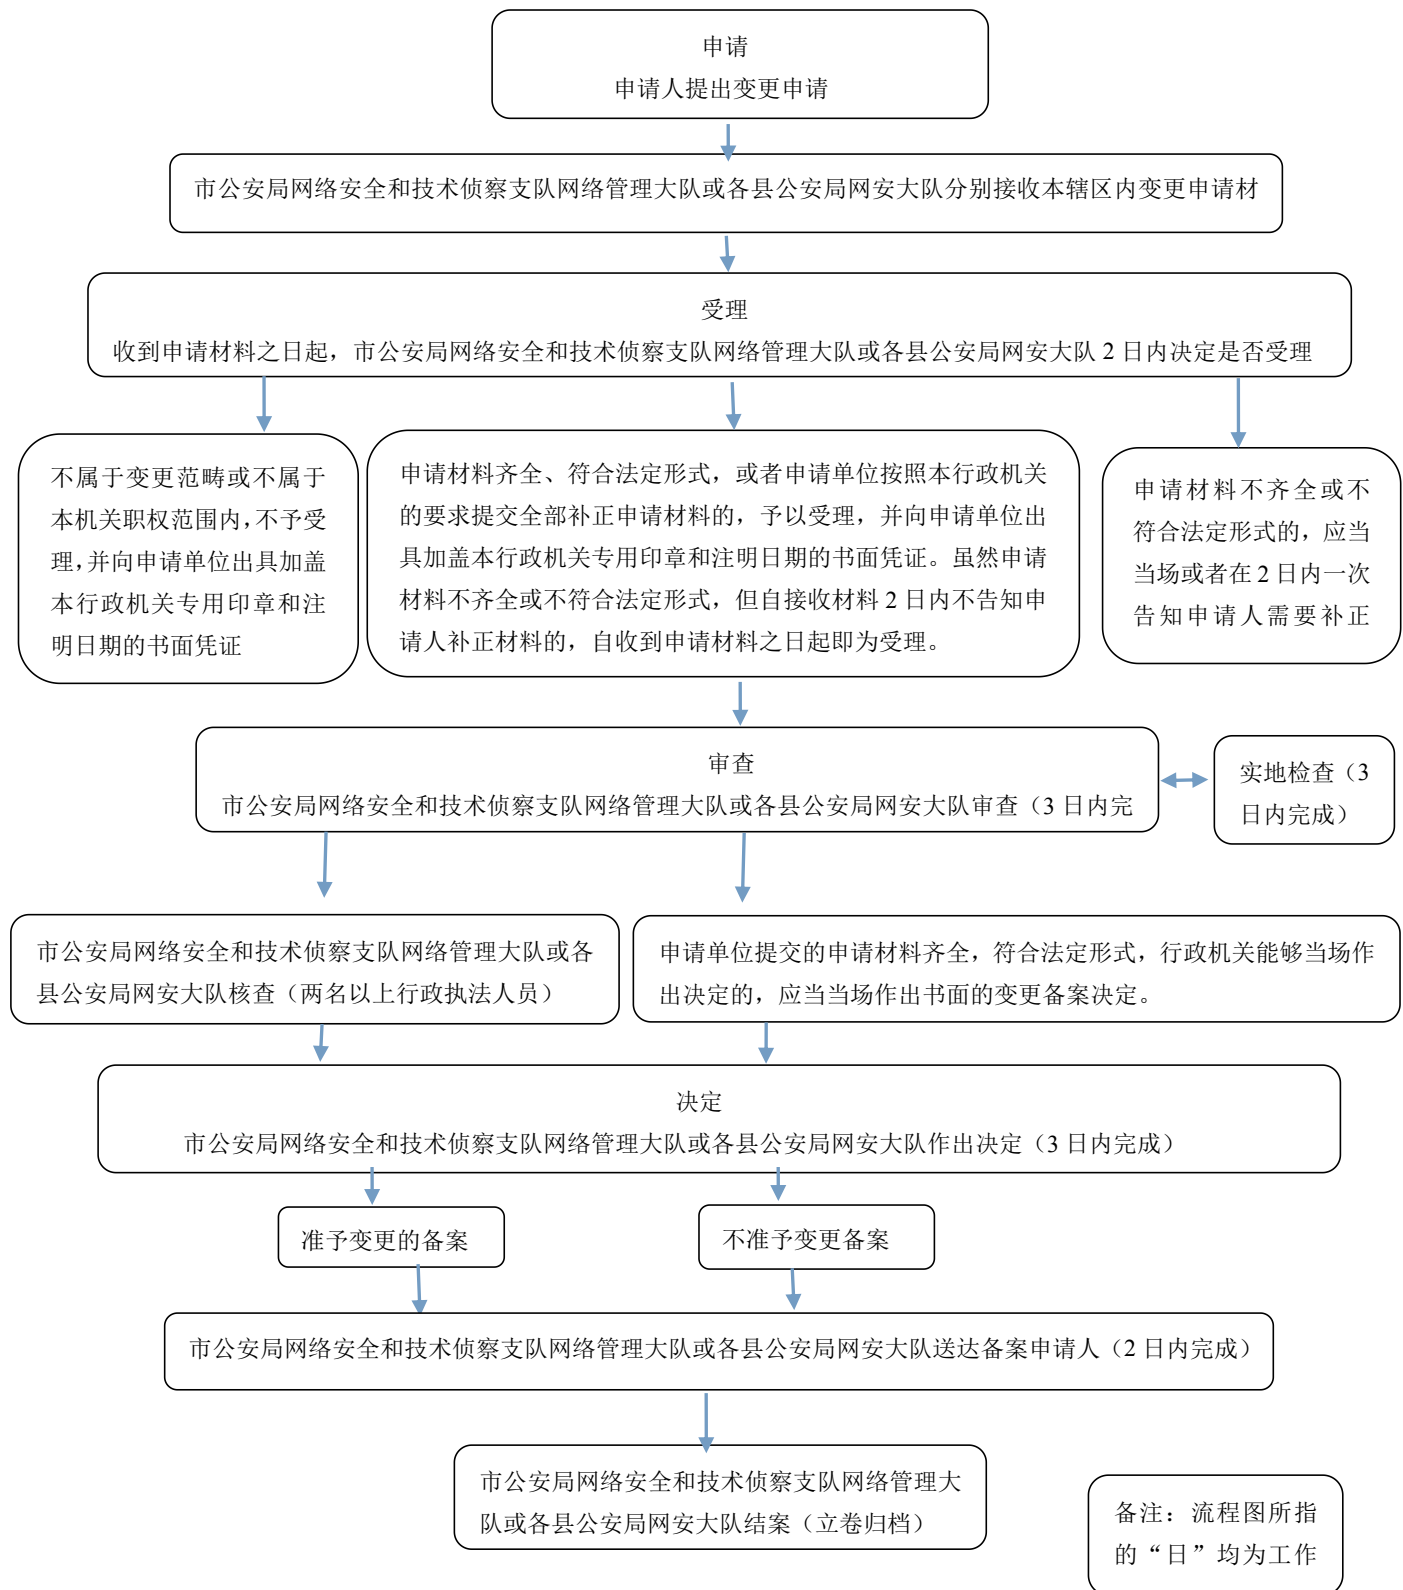 申请
申请人提出变更申请
市公安局网络安全和技术侦察支队网络管理大队或各县公安局网安大队分别接收本辖区内变更申请材
受理
收到申请材料之日起，市公安局网络安全和技术侦察支队网络管理大队或各县公安局网安大队 2 日内决定是否受理
不属于变更范畴或不属于
本机关职权范围内，不予受
理，并向申请单位出具加盖
本行政机关专用印章和注
明日期的书面凭证
申请材料齐全、符合法定形式，或者申请单位按照本行政机关
的要求提交全部补正申请材料的，予以受理，并向申请单位出
具加盖本行政机关专用印章和注明日期的书面凭证。虽然申请
材料不齐全或不符合法定形式，但自接收材料 2 日内不告知申
请人补正材料的，自收到申请材料之日起即为受理。
申请材料不齐全或不
符合法定形式的，应当
当场或者在 2 日内一次
告知申请人需要补正
审查
市公安局网络安全和技术侦察支队网络管理大队或各县公安局网安大队审查（3 日内完
实地检查（3
日内完成）
市公安局网络安全和技术侦察支队网络管理大队或各
县公安局网安大队核查（两名以上行政执法人员）
申请单位提交的申请材料齐全，符合法定形式，行政机关能够当场作
出决定的，应当当场作出书面的变更备案决定。
决定
市公安局网络安全和技术侦察支队网络管理大队或各县公安局网安大队作出决定（3 日内完成）
准予变更的备案
不准予变更备案
市公安局网络安全和技术侦察支队网络管理大队或各县公安局网安大队送达备案申请人（2 日内完成）
市公安局网络安全和技术侦察支队网络管理大
队或各县公安局网安大队结案（立卷归档）
备注：流程图所指
的“日”均为工作